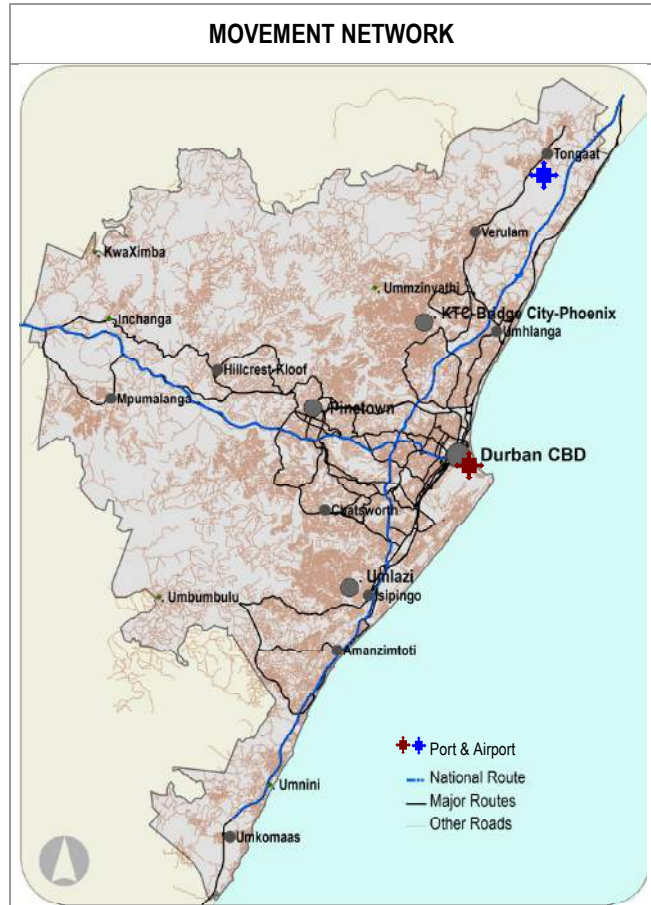 MOVEMENT NETWORK
Tongaat
Verulam
KwaXimba
Ummzinyathi
KTC-Bridge City-Phoenix
Inchanga
Umhlanga
Hillcrest-Kloof
Mpumalanga
Pinetown
Durban CBD
Chatsworth
Umlazi
Umbumbulu
Isipingo
Amanzimtoti
Port & Airport
National Route
Umnini
Major Routes
Other Roads
Umkomaas